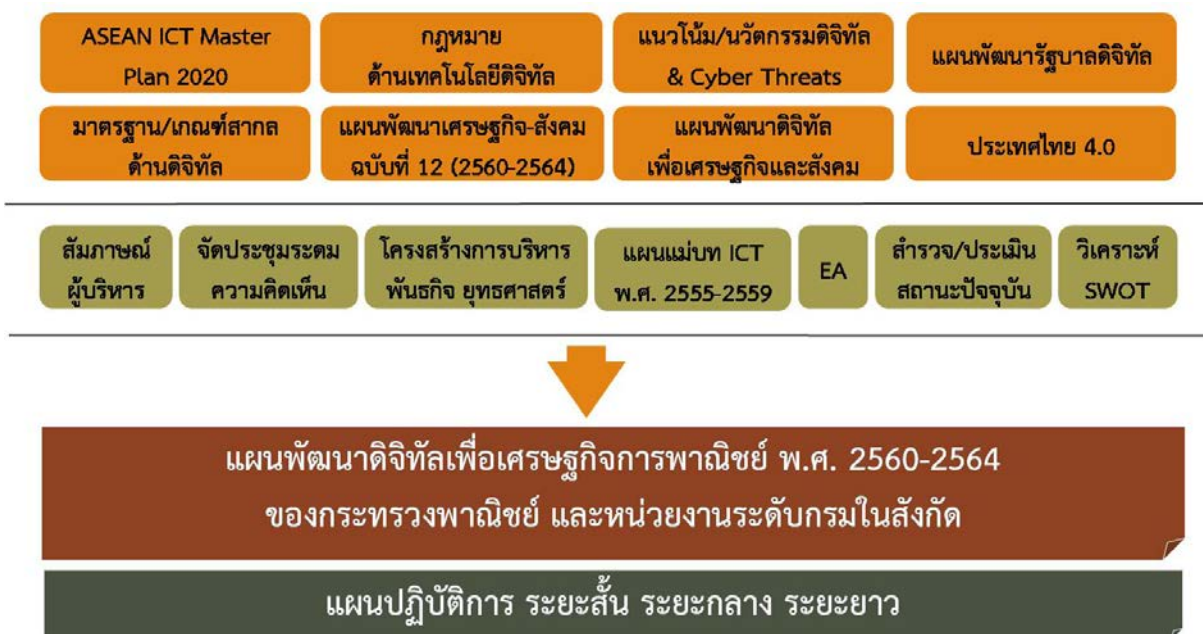 ASEAN ICT Master
Plan 2020
กฎหมาย
ด้านเทคโนโลยีดิจิทัล
แนวโน้ม/นวัตกรรมดิจิทัล
& Cyber Threats
แผนพัฒนารัฐบาลดิจิทัล
มาตรฐาน/เกณฑ์สากล
ด้านดิจิทัล
แผนพัฒนาเศรษฐกิจ-สังคม
ฉบับที่ 12 (2560-2564)
แผนพัฒนาดิจิทัล
เพื่อเศรษฐกิจและสังคม
ประเทศไทย 4.0
สัมภาษณ์
ผู้บริหาร
จัดประชุมระดม
ความคิดเห็น
โครงสร้างการบริหาร
พันธกิจ ยุทธศาสตร์
แผนแม่บท ICT
พ.ศ. 2555-2559
EA
สำรวจ/ประเมิน
สถานะปัจจุบัน
วิเคราะห์
SWOT
แผนพัฒนาดิจิทัลเพื่อเศรษฐกิจการพาณิชย์ พ.ศ. 2560-2564
ของกระทรวงพาณิชย์ และหน่วยงานระดับกรมในสังกัด
แผนปฏิบัติการ ระยะสั้น ระยะกลาง ระยะยาว